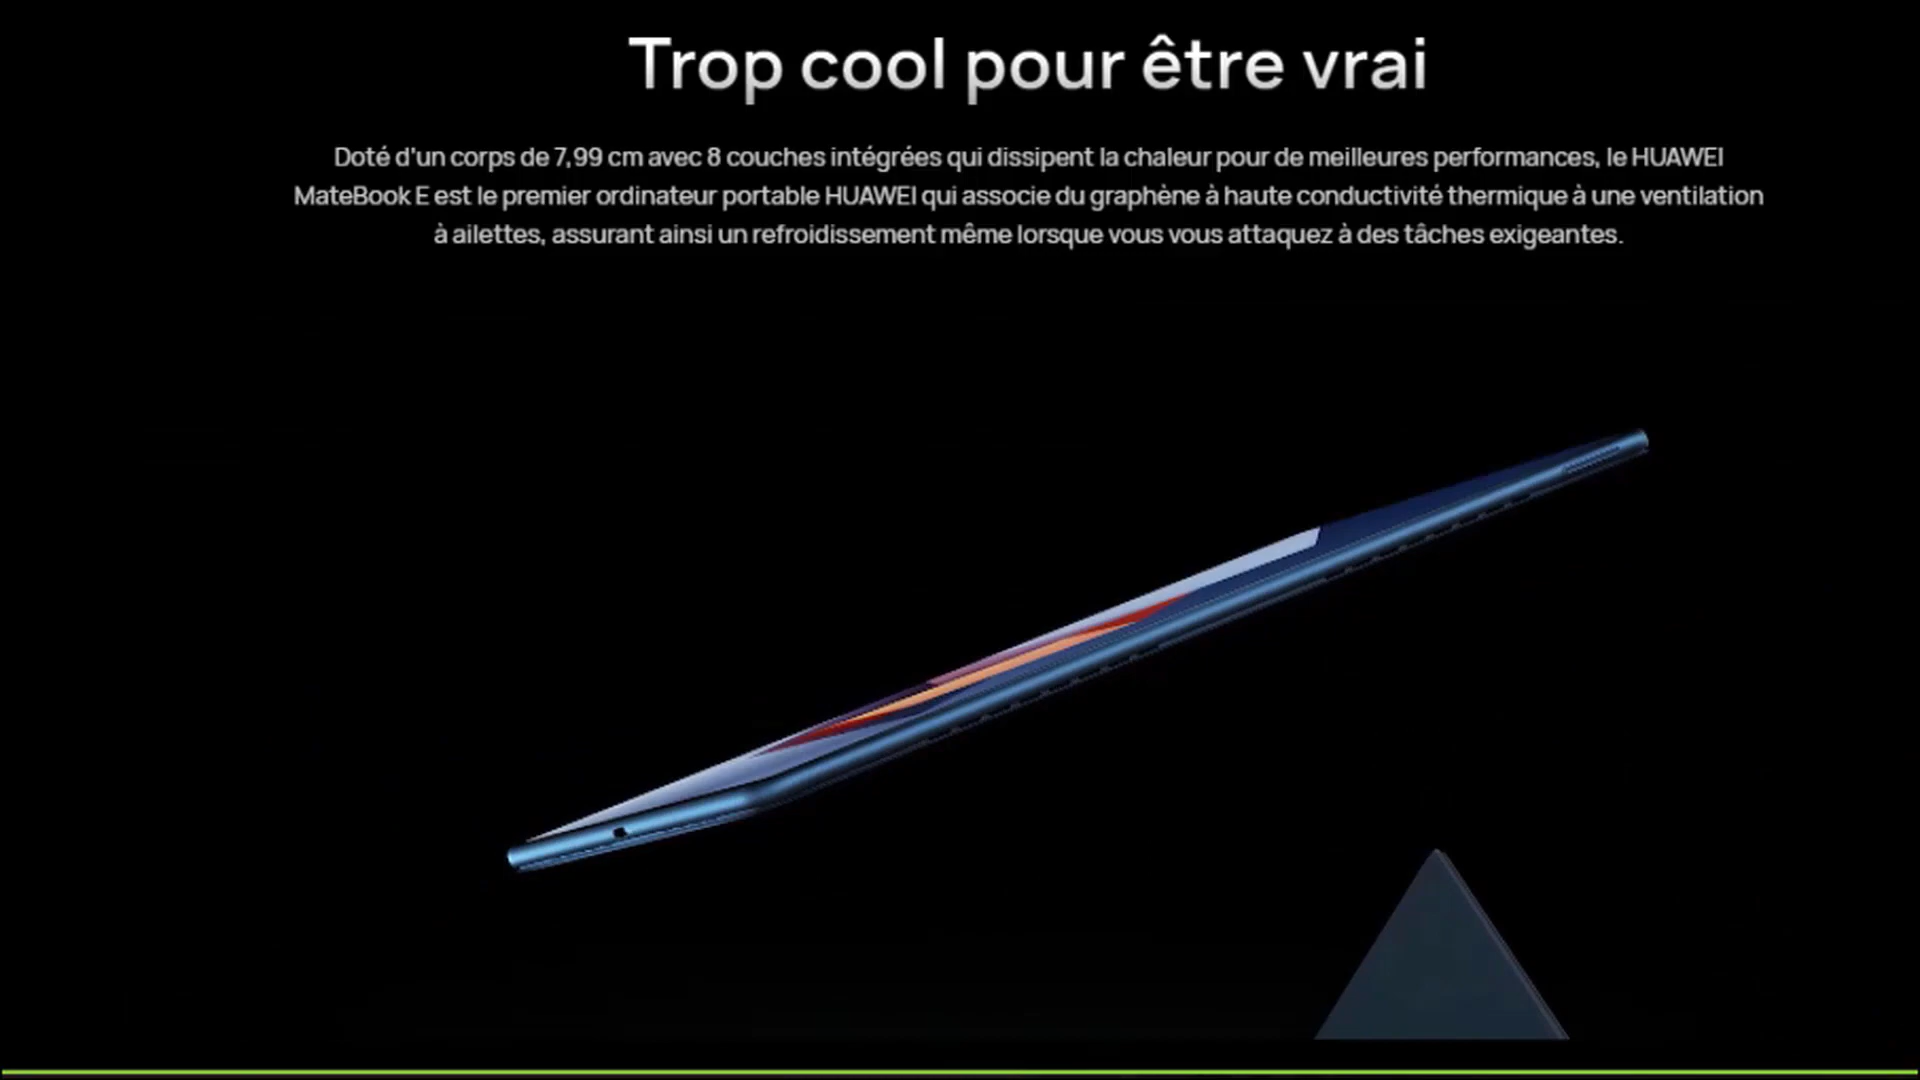 Trop cool pour être vrai
Doté d'un corps de 7,99 cm avec 8 couches intégrées qui dissipent la chaleur pour de meilleures performances, le HUAWEI
MateBook E est le premier ordinateur portable HUAWEI qui associe du graphène à haute conductivité thermique à une ventilation
à ailettes, assurant ainsi un refroidissement même lorsque vous vous attaquez à des tâches exigeantes.